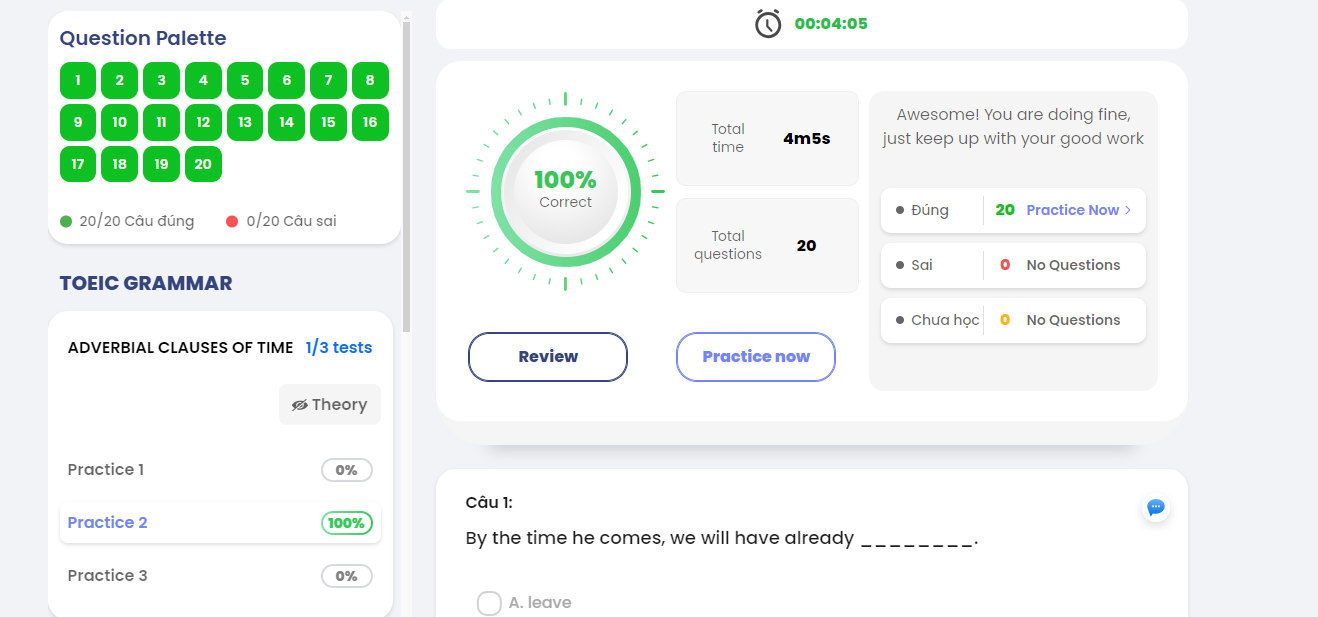 Question Palette
1 2 3 4 5 6 7 8
9 10 11 12 13 14 15 16
17 18 19 20
20/20 Câu đúng 0/20 Câu sai
TOEIC GRAMMAR
ADVERBIAL CLAUSES OF TIME 1/3 tests
Theory
Practice 1 0%
Practice 2 100%
Practice 3 0%
00:04:05
100%
Correct
Total
time
4m5s
Total
questions
20
Review
Practice now
Awesome! You are doing fine,
just keep up with your good work
Đúng 20 Practice Now
Sai 0 No Questions
Chưa học 0 No Questions
Câu 1:
By the time he comes, we will have already ________.
A. leave